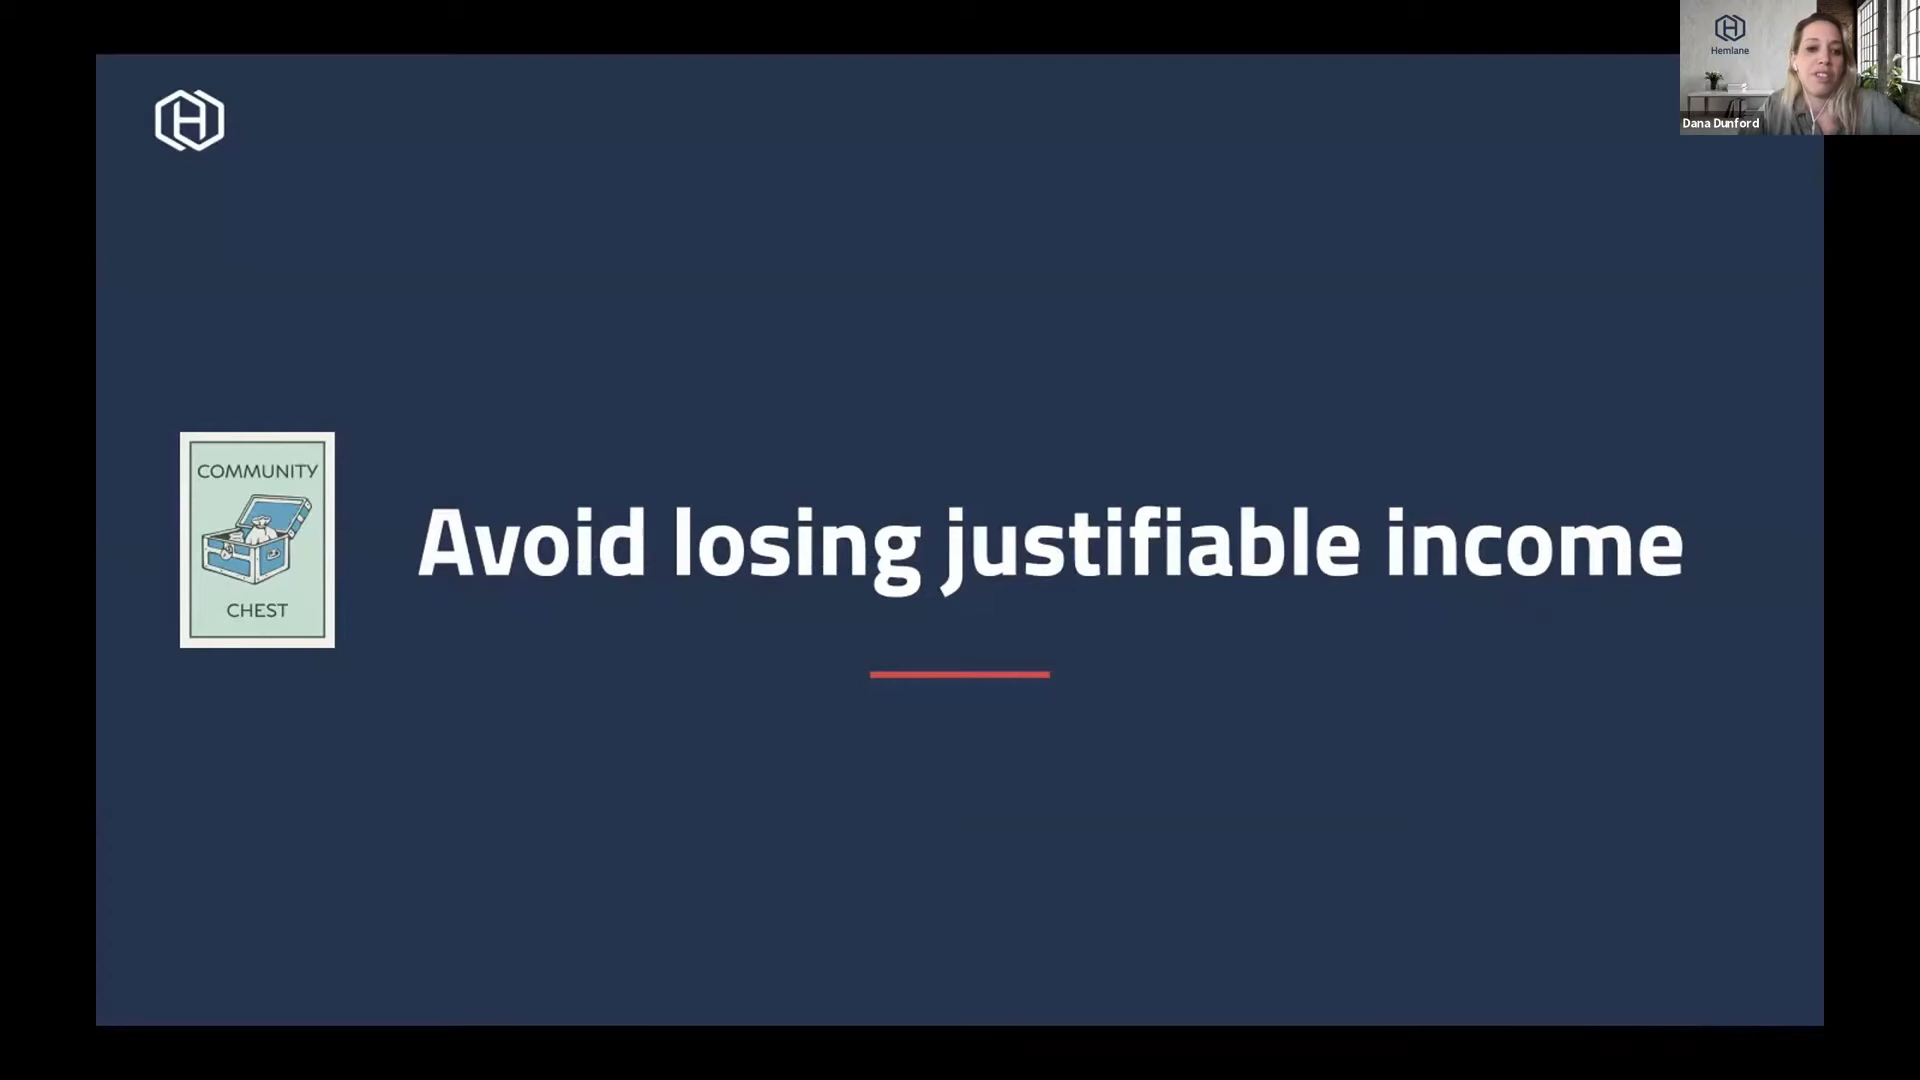 Hemlane
Dana Dunford
COMMUNITY
CHEST
Avoid losing justifiable income